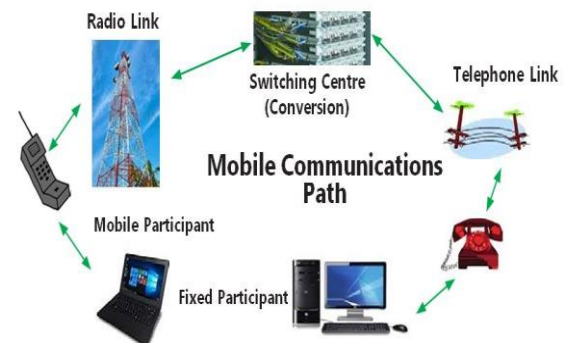 Radio Link
Switching Centre
(Conversion)
Telephone Link
Mobile Communications
Path
Mobile Participant
Fixed Participant